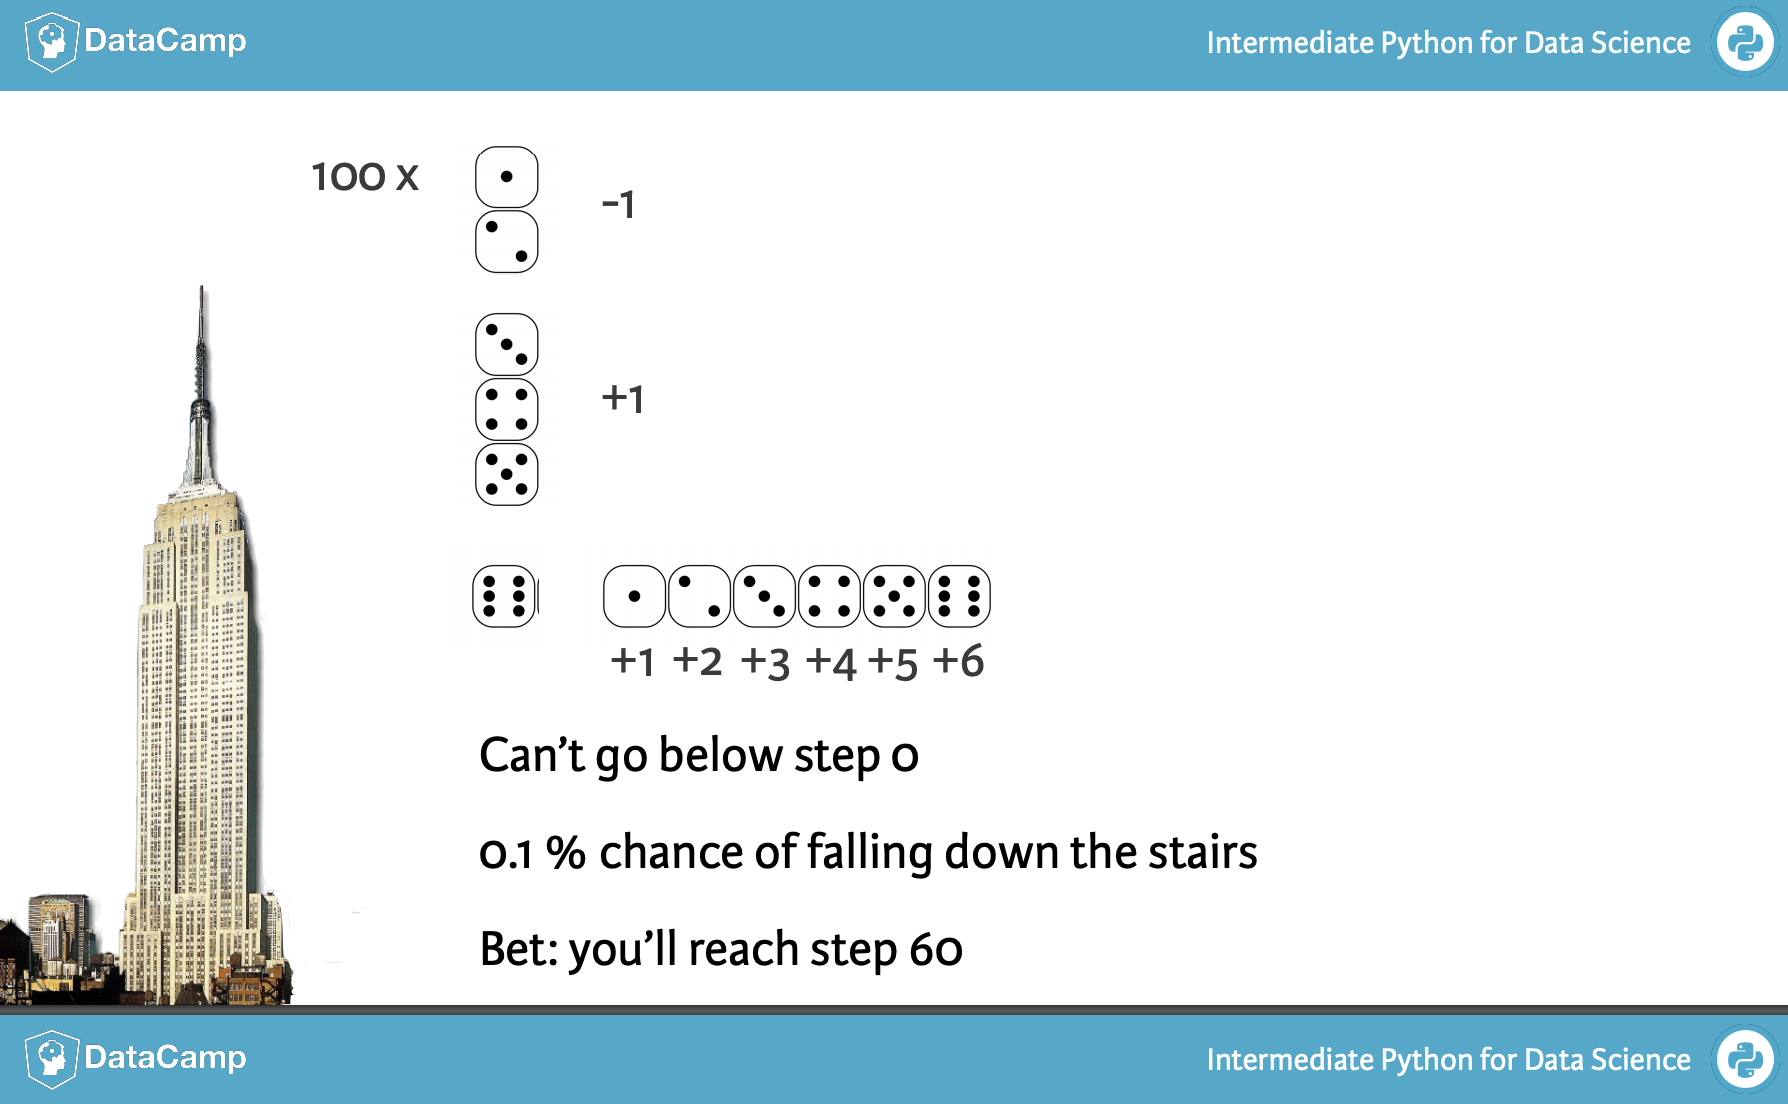 DataCamp
Intermediate Python for Data Science
100 x
-1
+1
+1 +2 +3 +4 +5 +6
Can’t go below step 0
0.1 % chance of falling down the stairs
Bet: you’ll reach step 60
DataCamp
Intermediate Python for Data Science